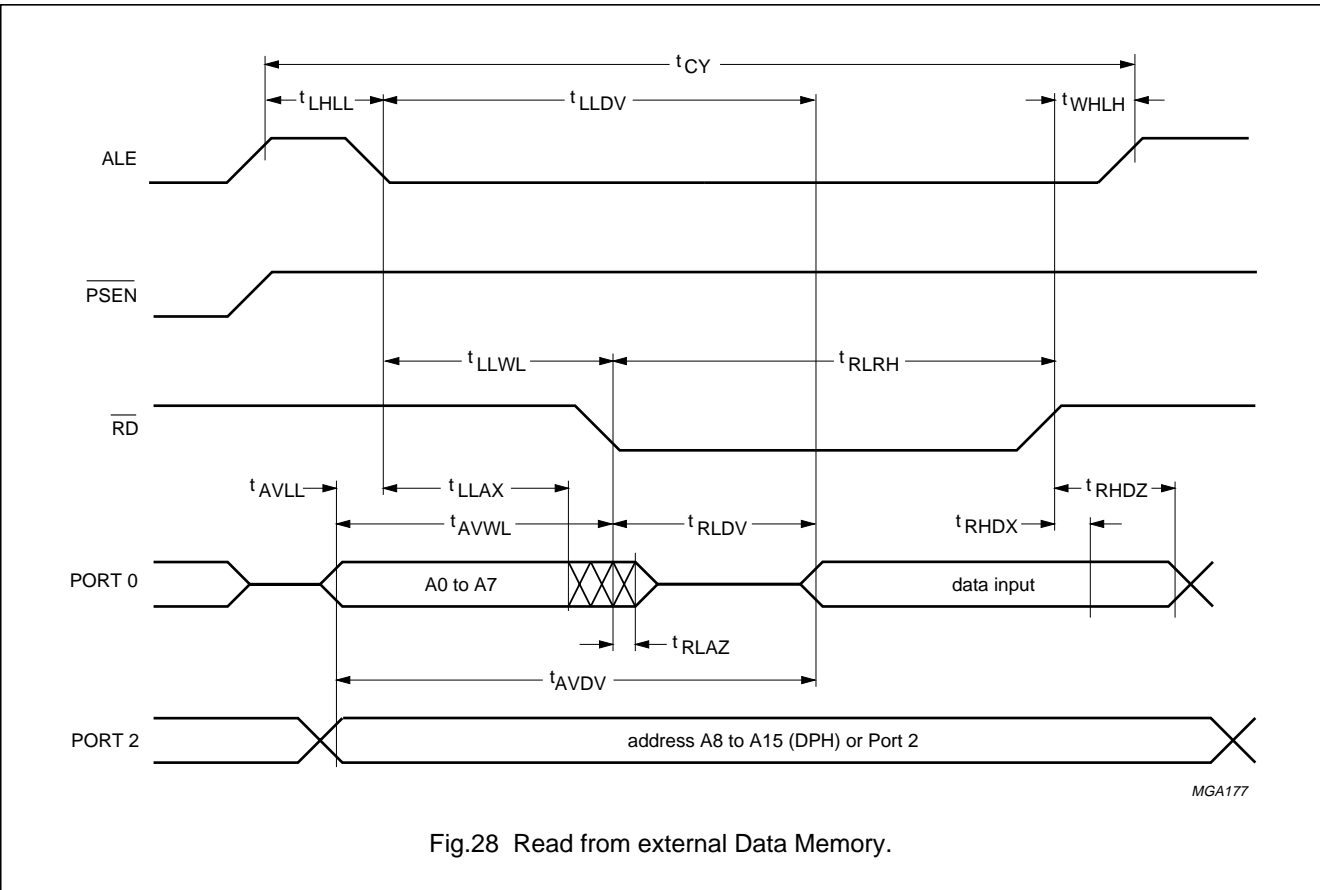 tCY
tLHLL
tLLDV
tWHLH
ALE
PSEN
tLLWL
tRLRH
RD
tAVLL
tLLAX
tRHDZ
tAVWL
tRLDV
tRHDX
PORT 0
A0 to A7
data input
tRLAZ
tAVDV
PORT 2
address A8 to A15 (DPH) or Port 2
MGA177
Fig.28 Read from external Data Memory.